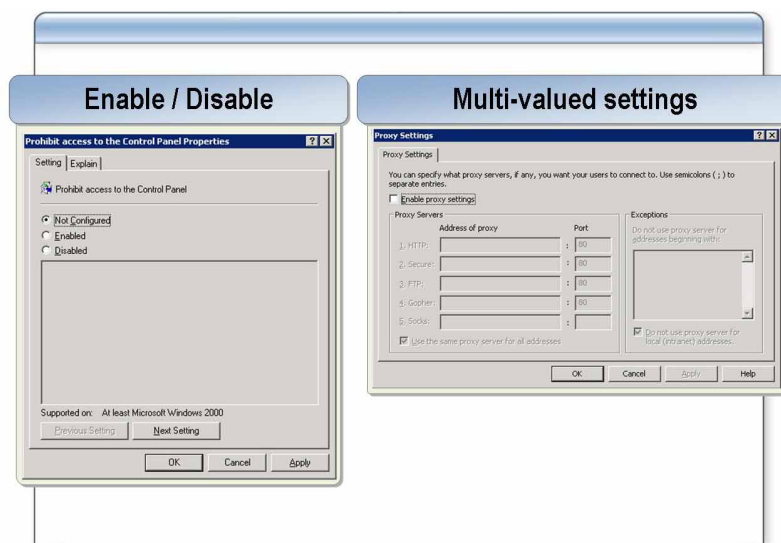 Enable / Disable
Prohibit access to the Control Panel Properties
Setting
Explain
Prohibit access to the Control Panel
Not Configured
Enabled
Disabled
Supported on: At least Microsoft Windows 2000
Previous Setting
Next Setting
OK
Cancel
Apply
Multi-valued settings
Proxy Settings
Proxy Settings
You can specify what proxy servers, if any, you want your users to connect to. Use semicolons ( ; ) to
separate entries.
Enable proxy settings
Proxy Servers
Address of proxy Port
1. HTTP: : 80
2. Secure: : 80
3. FTP: : 80
4. Gopher: : 80
5. Socks: :
Use the same proxy server for all addresses
Exceptions
Do not use proxy server for
addresses beginning with:
Do not use proxy server for
local (intranet) addresses.
OK
Cancel
Apply
Help